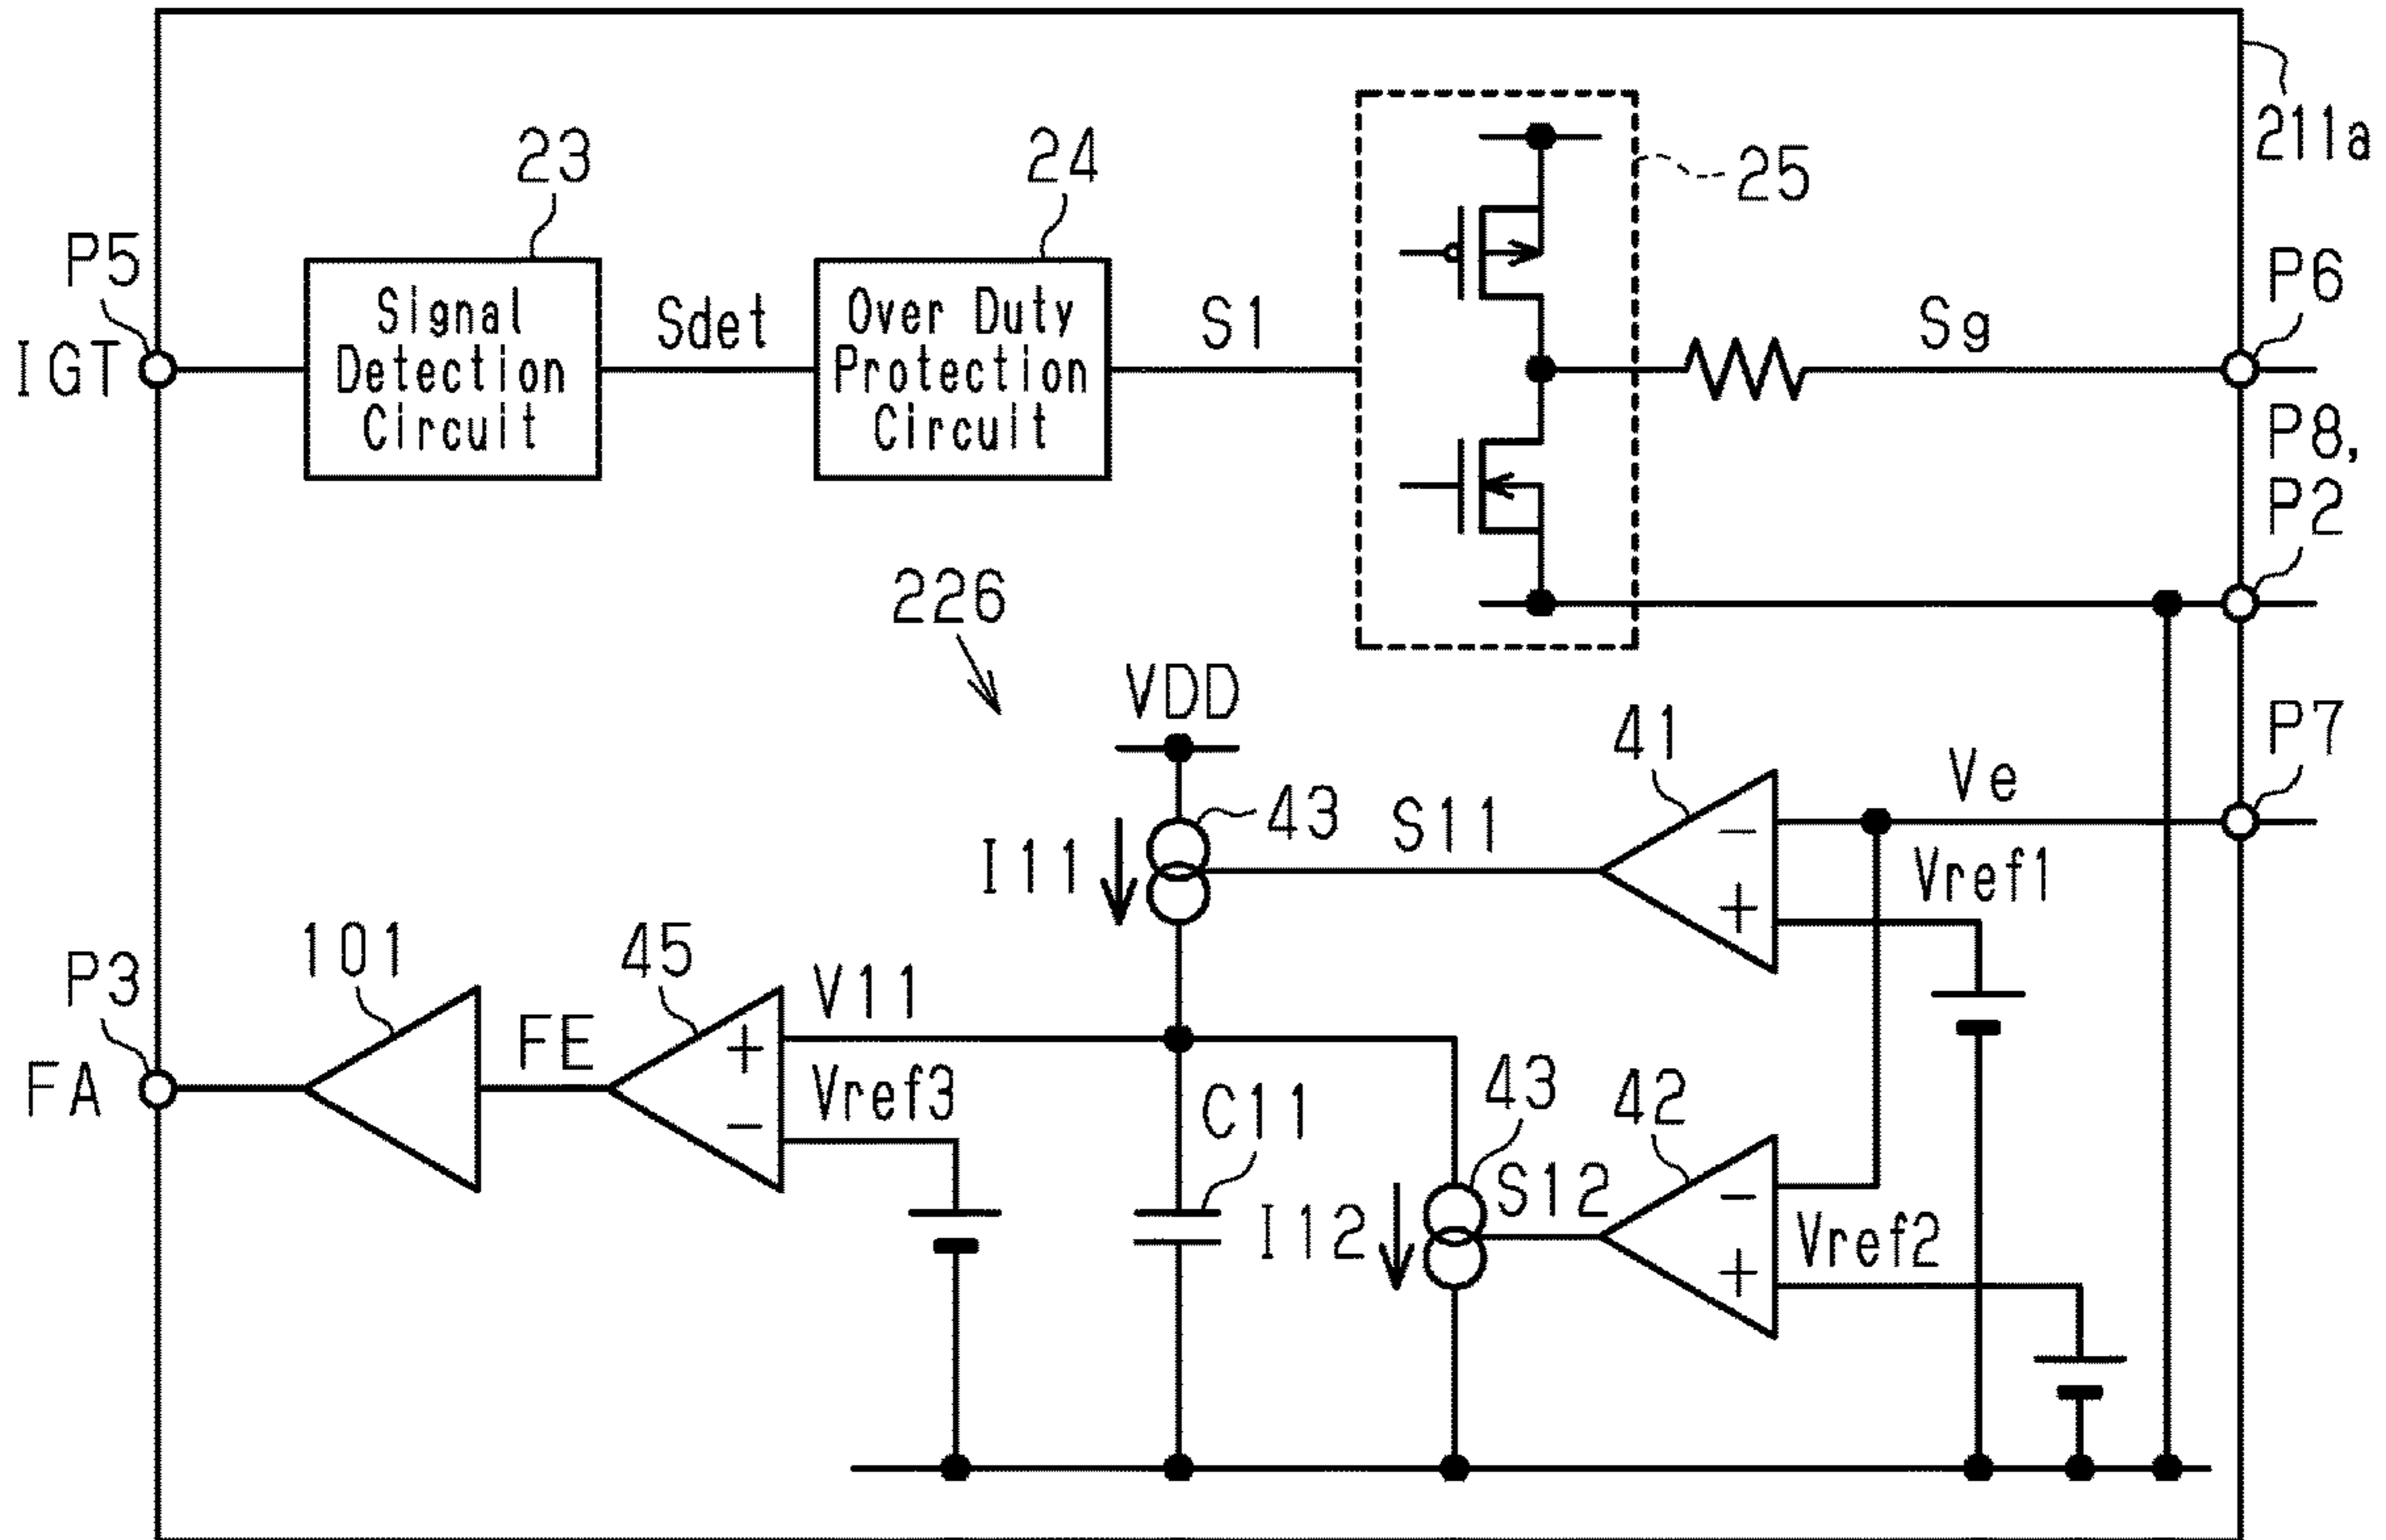 211a
23
24
25
P5
IGT
Signal
Detection
Circuit
Sdet
Over Duty
Protection
Circuit
S1
Sg
P6
P8,
P2
226
VDD
43
I11
S11
41
Ve
P7
Vref1
P3
FA
101
FE
45
V11
Vref3
C11
I12
43
S12
42
Vref2